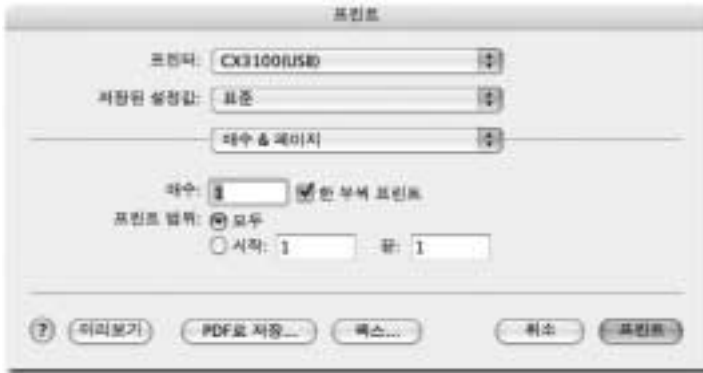 프린트
프린터: CX3100(USB)
저장된 설정값: 표준
매수 & 페이지
매수: 1 한 부씩 프린트
프린트 범위: 모두
시작: 1 끝: 1
? 미리보기 PDF로 저장... 팩스... 취소 프린트